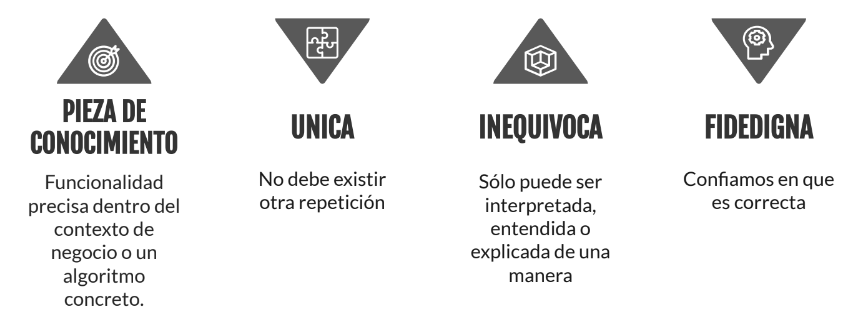 PIEZA DE
CONOCIMIENTO
Funcionalidad
precisa dentro del
contexto de
negocio o un
algoritmo
concreto.
UNICA
No debe existir
otra repetición
INEQUIVOCA
Sólo puede ser
interpretada,
entendida o
explicada de una
manera
FIDEDIGNA
Confiamos en que
es correcta